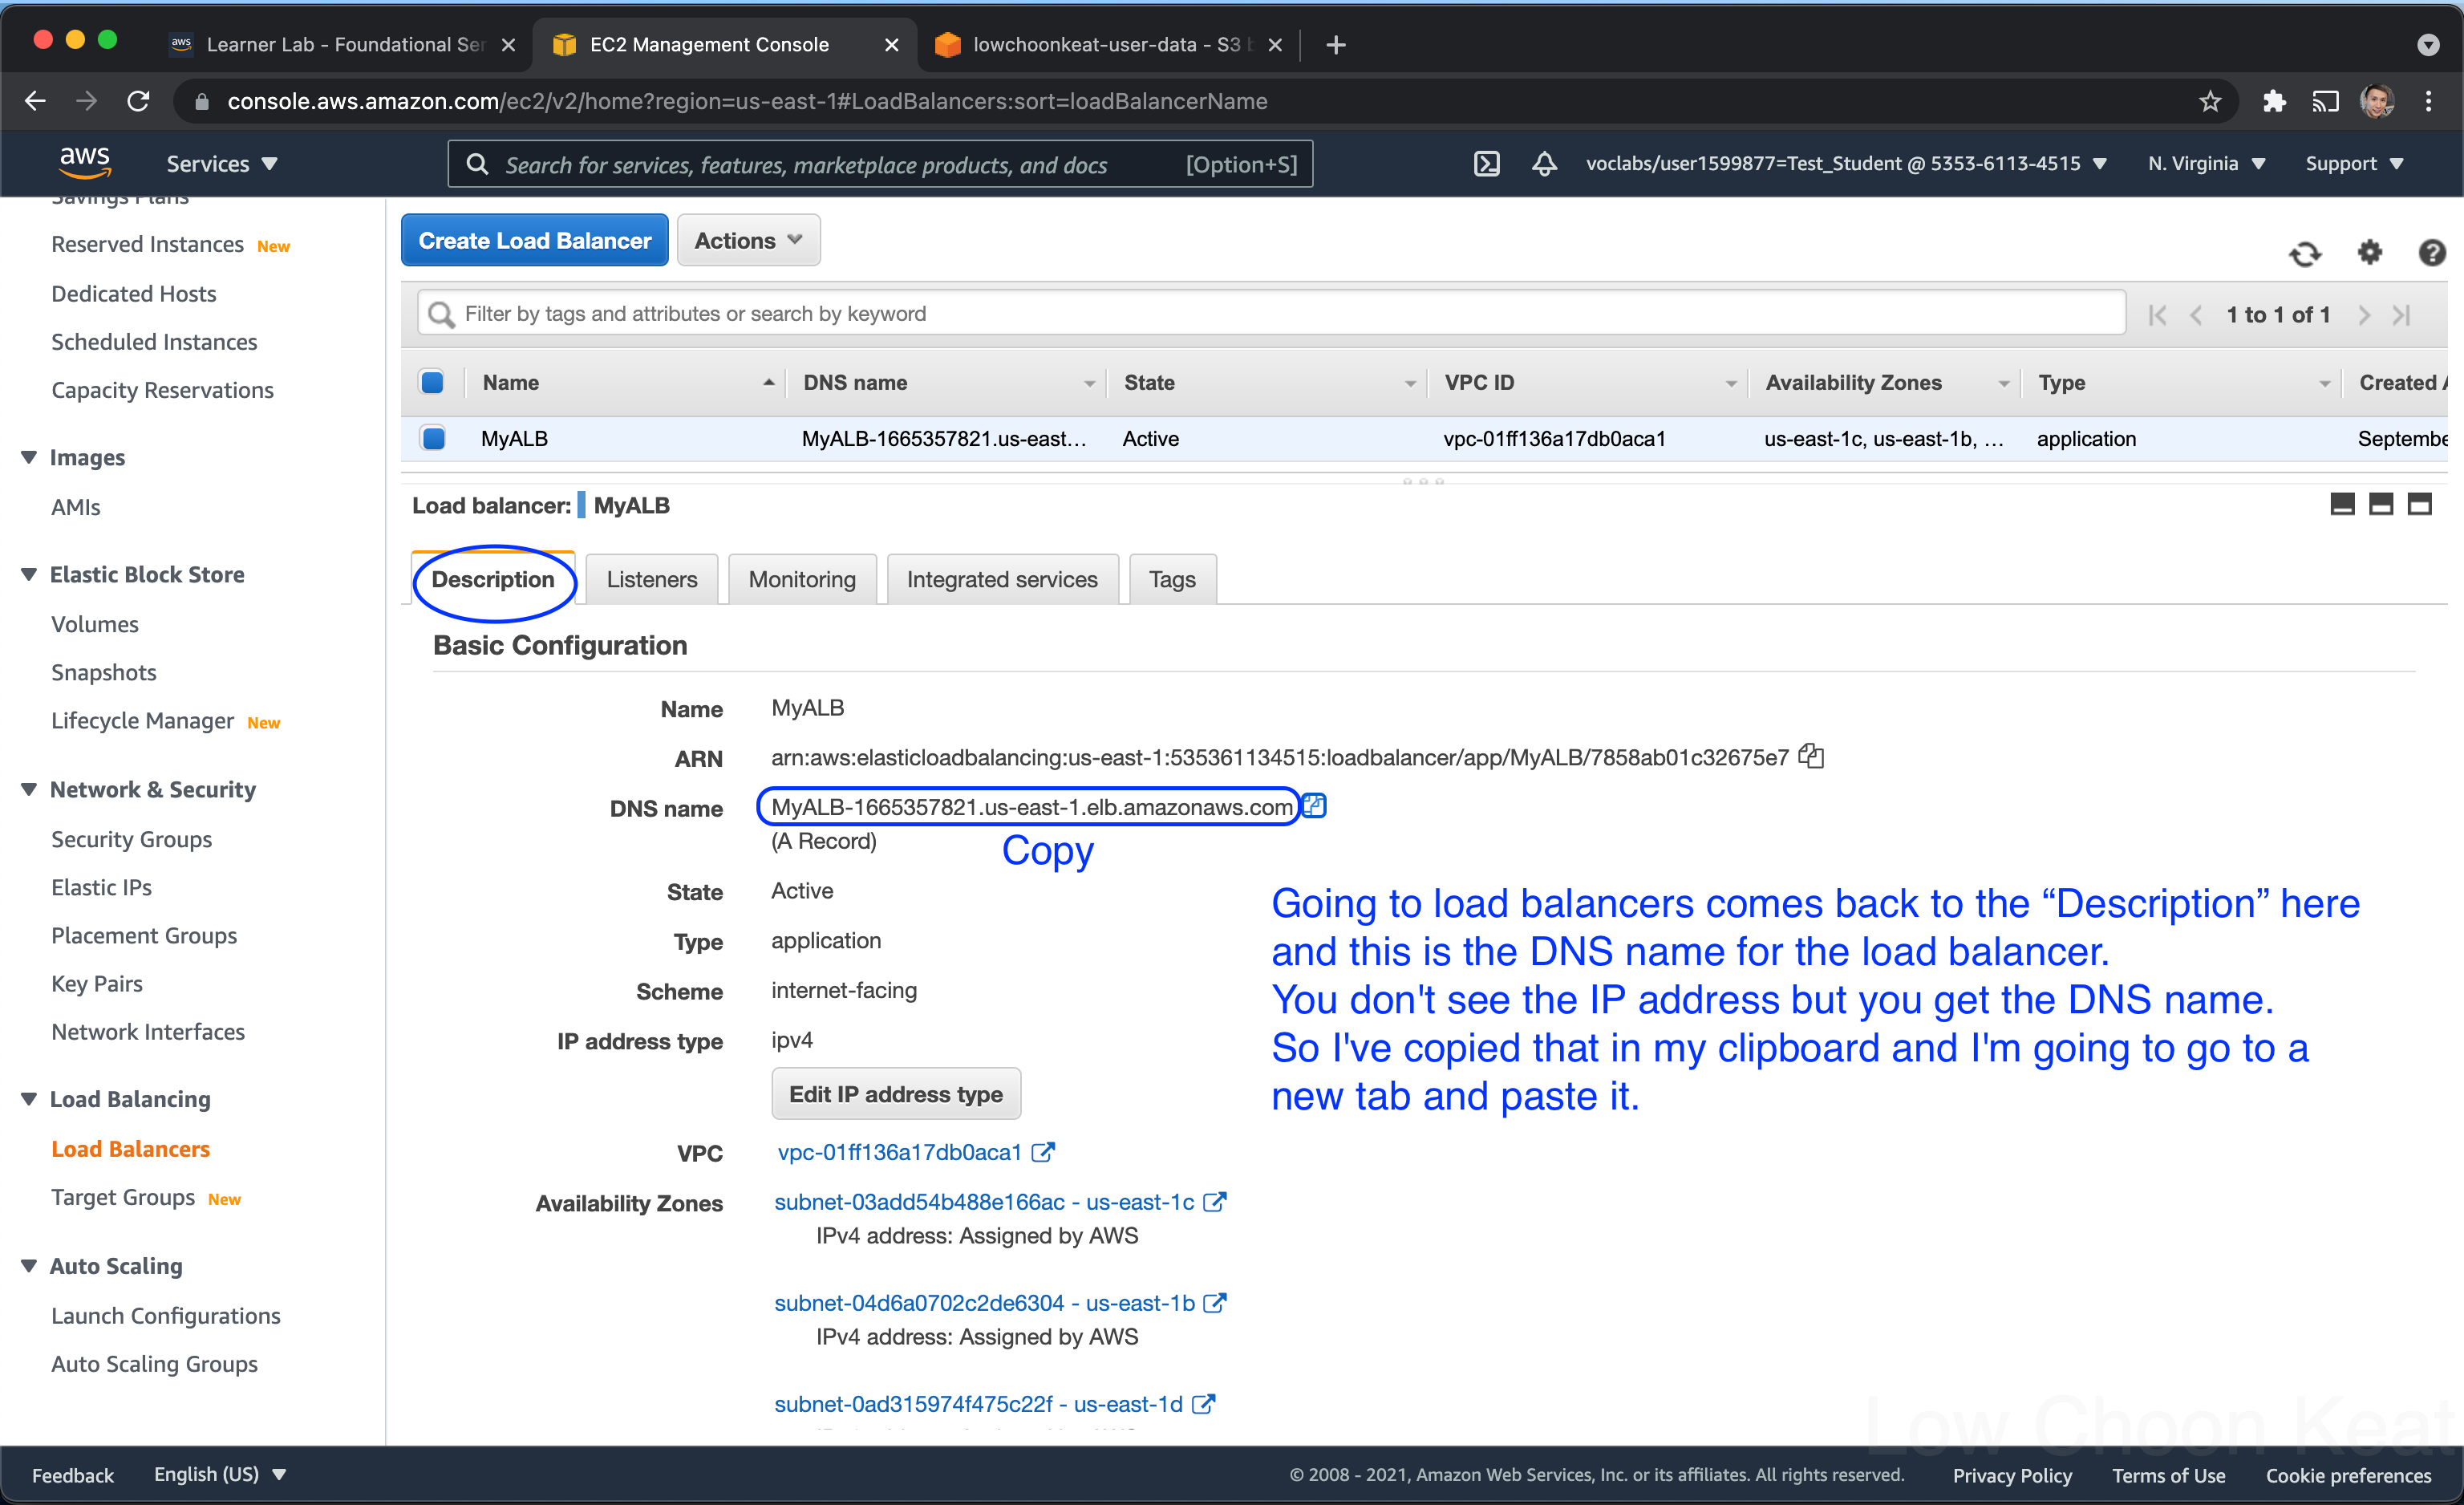 Learner Lab - Foundational Ser
EC2 Management Console
lowchoonkeat-user-data - S3 b
console.aws.amazon.com/ec2/v2/home?region=us-east-1#LoadBalancers:sort=loadBalancerName
aws
Services
Search for services, features, marketplace products, and docs
[Option+S]
voclabs/user1599877=Test_Student @ 5353-6113-4515
N. Virginia
Support
Savings Plans
Reserved Instances New
Dedicated Hosts
Scheduled Instances
Capacity Reservations
Images
AMIs
Elastic Block Store
Volumes
Snapshots
Lifecycle Manager New
Network & Security
Security Groups
Elastic IPs
Placement Groups
Key Pairs
Network Interfaces
Load Balancing
Load Balancers
Target Groups New
Auto Scaling
Launch Configurations
Auto Scaling Groups
Create Load Balancer
Actions
Filter by tags and attributes or search by keyword
1 to 1 of 1
Name DNS name State VPC ID Availability Zones Type Created A
MyALB MyALB-1665357821.us-east... Active vpc-01ff136a17db0aca1 us-east-1c, us-east-1b, ... application Septembe
Load balancer: MyALB
Description Listeners Monitoring Integrated services Tags
Basic Configuration
Name MyALB
ARN arn:aws:elasticloadbalancing:us-east-1:535361134515:loadbalancer/app/MyALB/7858ab01c32675e7
DNS name MyALB-1665357821.us-east-1.elb.amazonaws.com
(A Record)
Copy
State Active
Type application
Scheme internet-facing
IP address type ipv4
Edit IP address type
VPC vpc-01ff136a17db0aca1
Availability Zones subnet-03add54b488e166ac - us-east-1c
IPv4 address: Assigned by AWS
subnet-04d6a0702c2de6304 - us-east-1b
IPv4 address: Assigned by AWS
subnet-0ad315974f475c22f - us-east-1d
Going to load balancers comes back to the “Description” here
and this is the DNS name for the load balancer.
You don't see the IP address but you get the DNS name.
So I've copied that in my clipboard and I'm going to go to a
new tab and paste it.
Low Choon Keat
Feedback
English (US)
© 2008 - 2021, Amazon Web Services, Inc. or its affiliates. All rights reserved.
Privacy Policy
Terms of Use
Cookie preferences